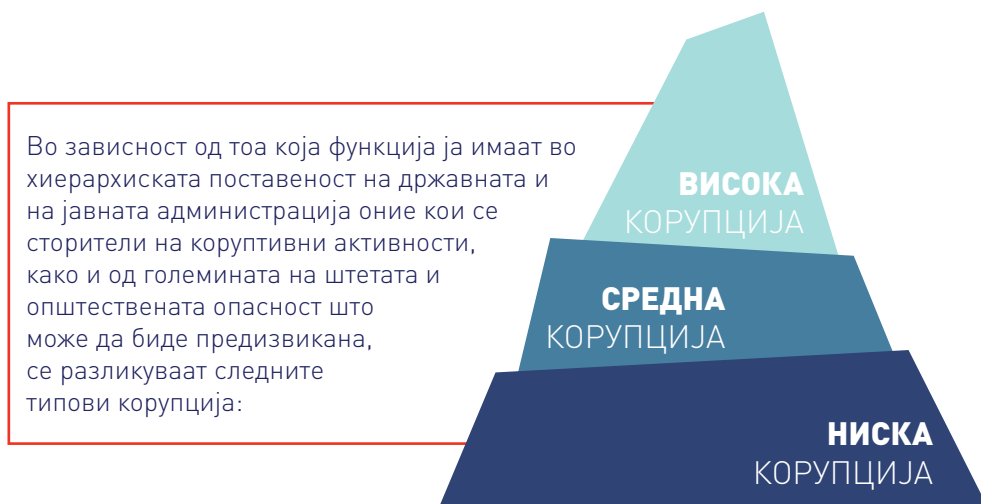 Во зависност од тоа која функција ја имаат во
хиерархиската поставеност на државната и
на јавната администрација оние кои се
сторители на коруптивни активности,
како и од големината на штетата и
општествената опасност што
може да биде предизвикана,
се разликуваат следните
типови корупција:
ВИСОКА
КОРУПЦИЈА
СРЕДНА
КОРУПЦИЈА
НИСКА
КОРУПЦИЈА